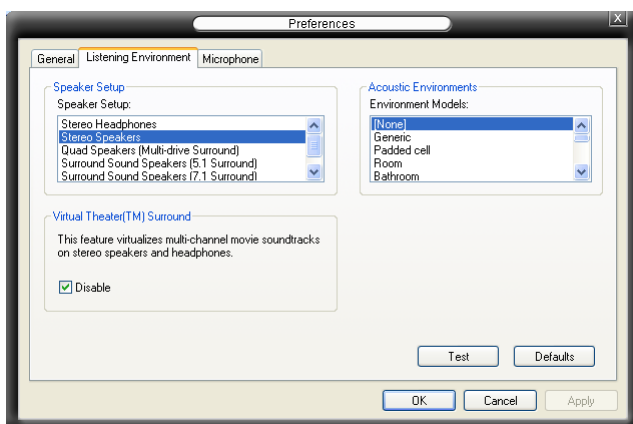 Preferences
X
General Listening Environment Microphone
Speaker Setup
Speaker Setup:
Stereo Headphones
Stereo Speakers
Quad Speakers (Multi-drive Surround)
Surround Sound Speakers (5.1 Surround)
Surround Sound Speakers (7.1 Surround)
Acoustic Environments
Environment Models:
[None]
Generic
Padded cell
Room
Bathroom
Virtual Theater(TM) Surround
This feature virtualizes multi-channel movie soundtracks
on stereo speakers and headphones.
Disable
Test Defaults
OK Cancel Apply